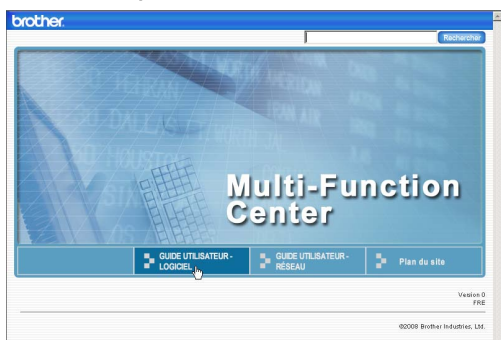 brother.
Rechercher
Multi-Function
Center
GUIDE UTILISATEUR -
LOGICIEL
GUIDE UTILISATEUR -
RÉSEAU
Plan du site
Version 0
FRE
©2008 Brother Industries, Ltd.